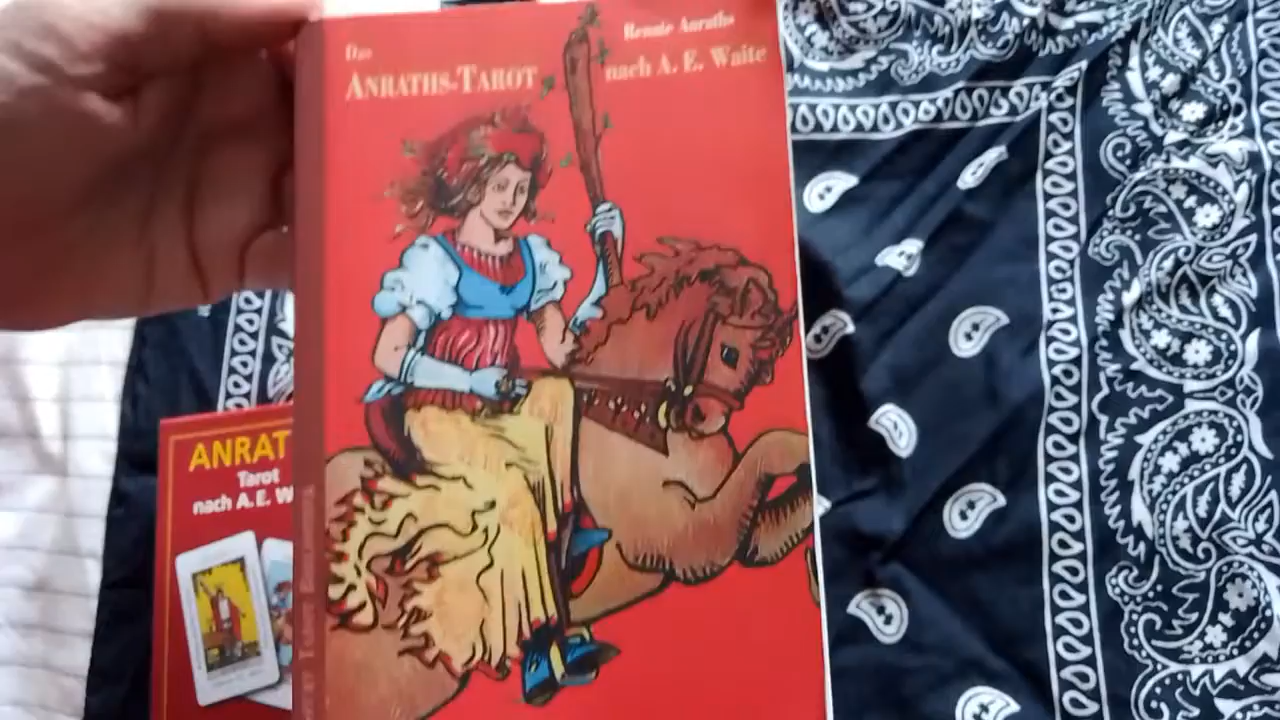 Das
ANRATHS-TAROT
Rennie Anraths
nach A. E. Waite
ANRAT
Tarot
nach A. E. W